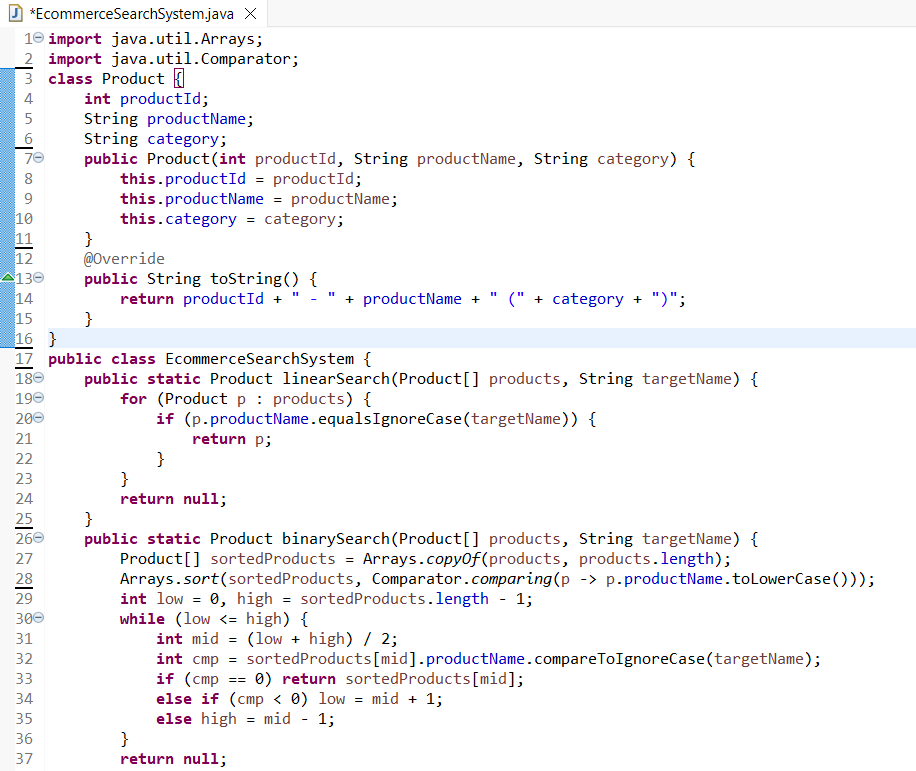 *EcommerceSearchSystem.java
1 import java.util.Arrays;
2 import java.util.Comparator;
3 class Product {
4     int productId;
5     String productName;
6     String category;
7     public Product(int productId, String productName, String category) {
8         this.productId = productId;
9         this.productName = productName;
10         this.category = category;
11     }
12     @Override
13     public String toString() {
14         return productId + " - " + productName + " (" + category + ")";
15     }
16 }
17 public class EcommerceSearchSystem {
18     public static Product linearSearch(Product[] products, String targetName) {
19         for (Product p : products) {
20             if (p.productName.equalsIgnoreCase(targetName)) {
21                 return p;
22             }
23         }
24         return null;
25     }
26     public static Product binarySearch(Product[] products, String targetName) {
27         Product[] sortedProducts = Arrays.copyOf(products, products.length);
28         Arrays.sort(sortedProducts, Comparator.comparing(p -> p.productName.toLowerCase()));
29         int low = 0, high = sortedProducts.length - 1;
30         while (low <= high) {
31             int mid = (low + high) / 2;
32             int cmp = sortedProducts[mid].productName.compareToIgnoreCase(targetName);
33             if (cmp == 0) return sortedProducts[mid];
34             else if (cmp < 0) low = mid + 1;
35             else high = mid - 1;
36         }
37         return null;